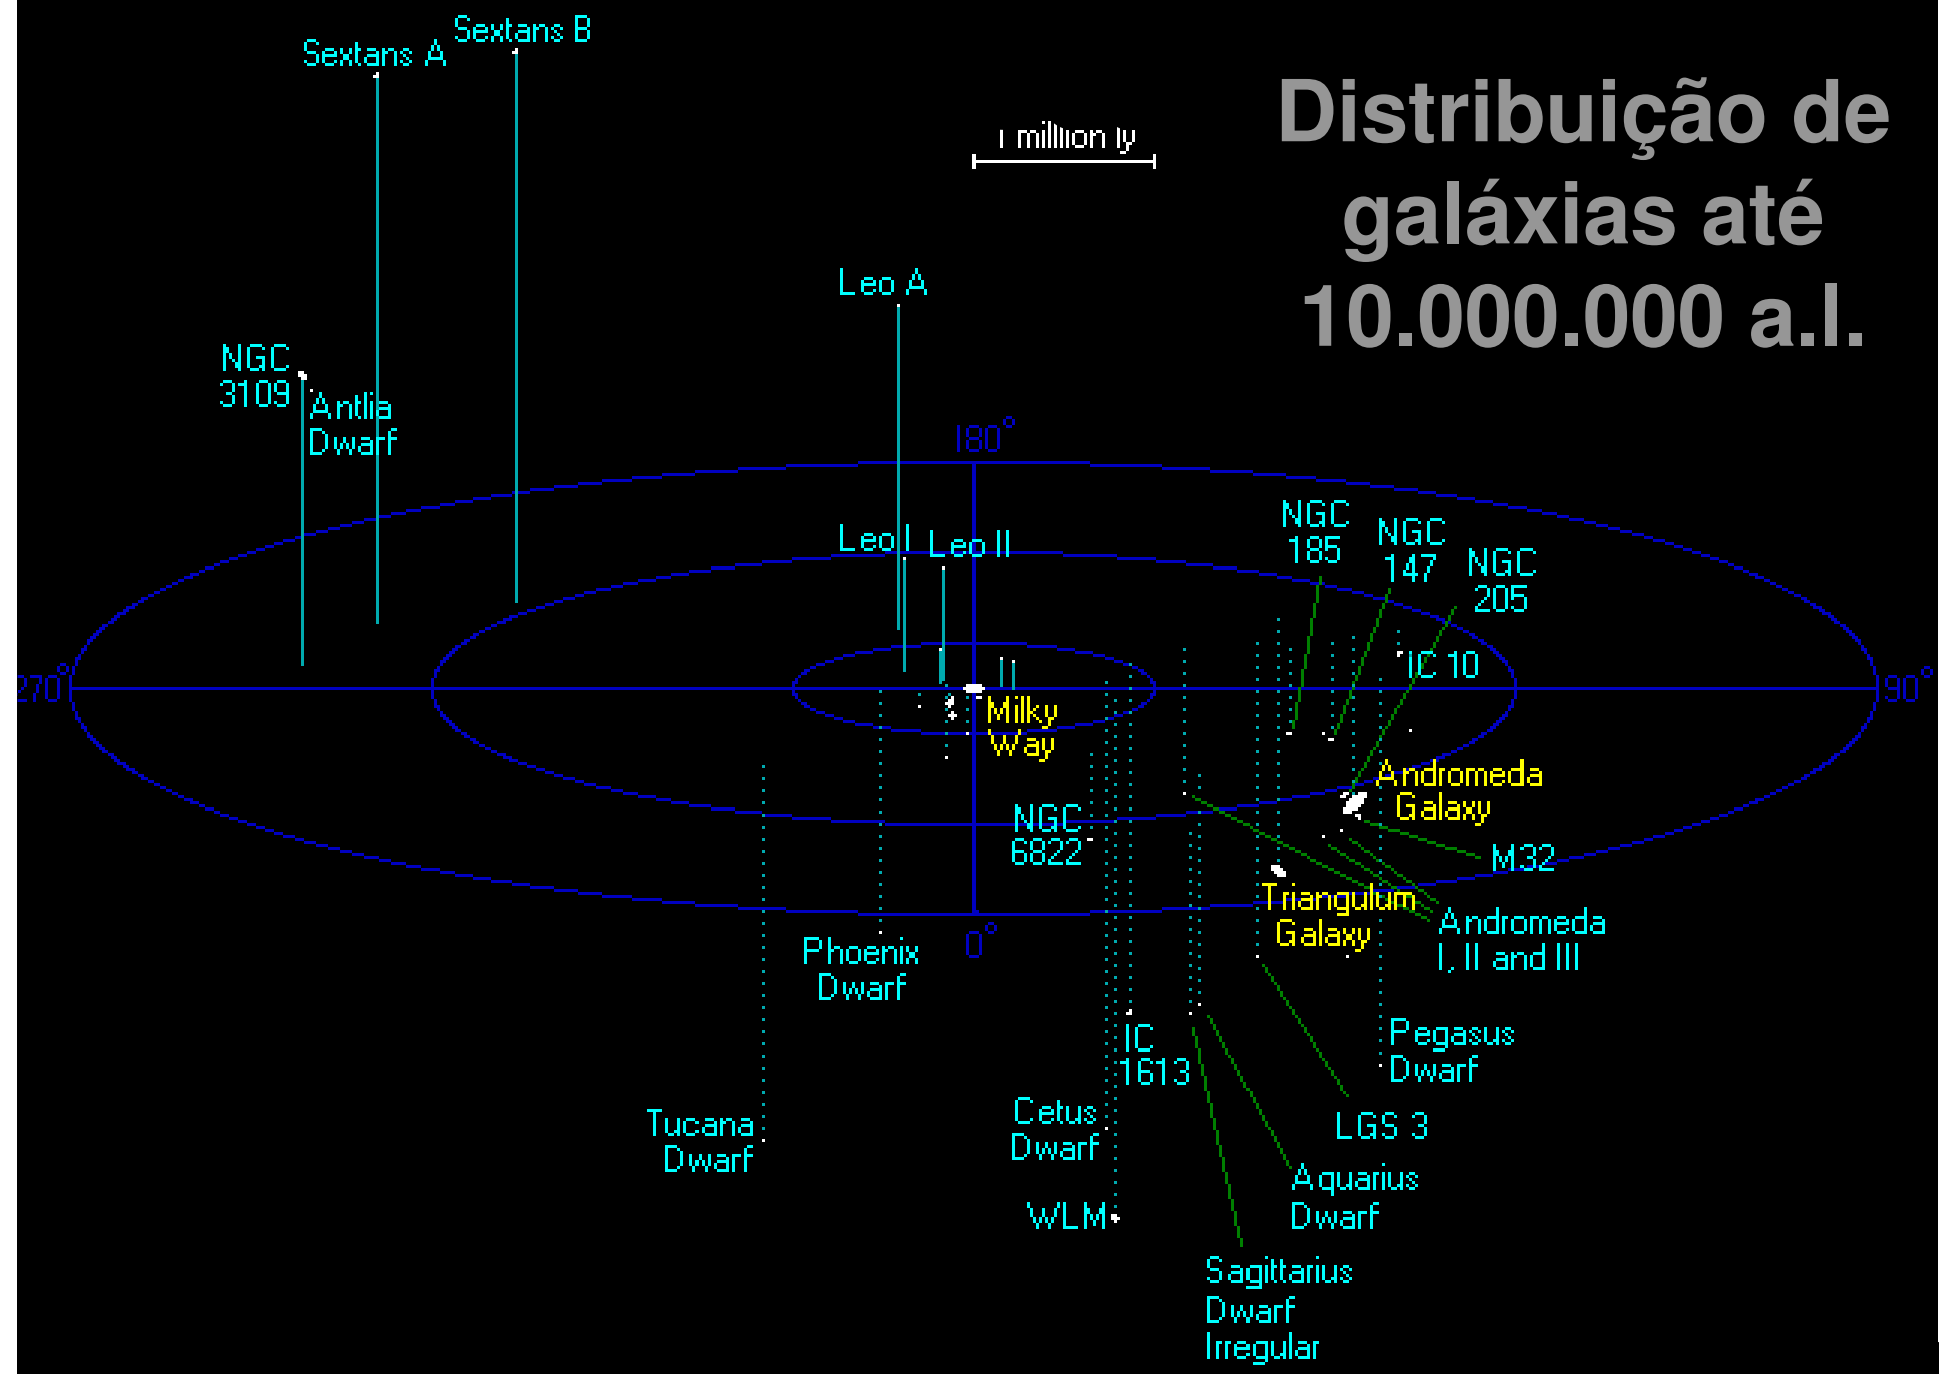 Sextans B
Sextans A
Distribuição de
galáxias até
10.000.000 a.l.
1 million ly
Leo A
NGC
3109
Antlia
Dwarf
180°
NGC
185
NGC
147
NGC
205
Leo I
Leo II
IC 10
270°
90°
Milky
Way
Andromeda
Galaxy
NGC
6822
M32
Triangulum
Galaxy
Andromeda
I, II and III
0°
Phoenix
Dwarf
IC
1613
Pegasus
Dwarf
Tucana
Dwarf
Cetus
Dwarf
LGS 3
Aquarius
Dwarf
WLM
Sagittarius
Dwarf
Irregular